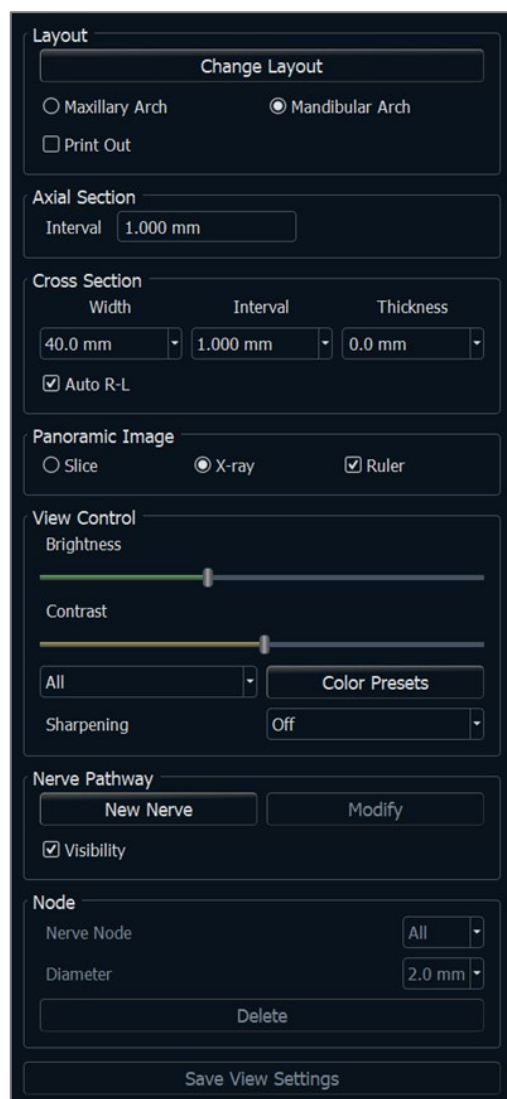 Layout
Change Layout
Maxillary Arch Mandibular Arch
Print Out
Axial Section
Interval 1.000 mm
Cross Section
Width Interval Thickness
40.0 mm 1.000 mm 0.0 mm
Auto R-L
Panoramic Image
Slice X-ray Ruler
View Control
Brightness
Contrast
All Color Presets
Sharpening Off
Nerve Pathway
New Nerve Modify
Visibility
Node
Nerve Node All
Diameter 2.0 mm
Delete
Save View Settings